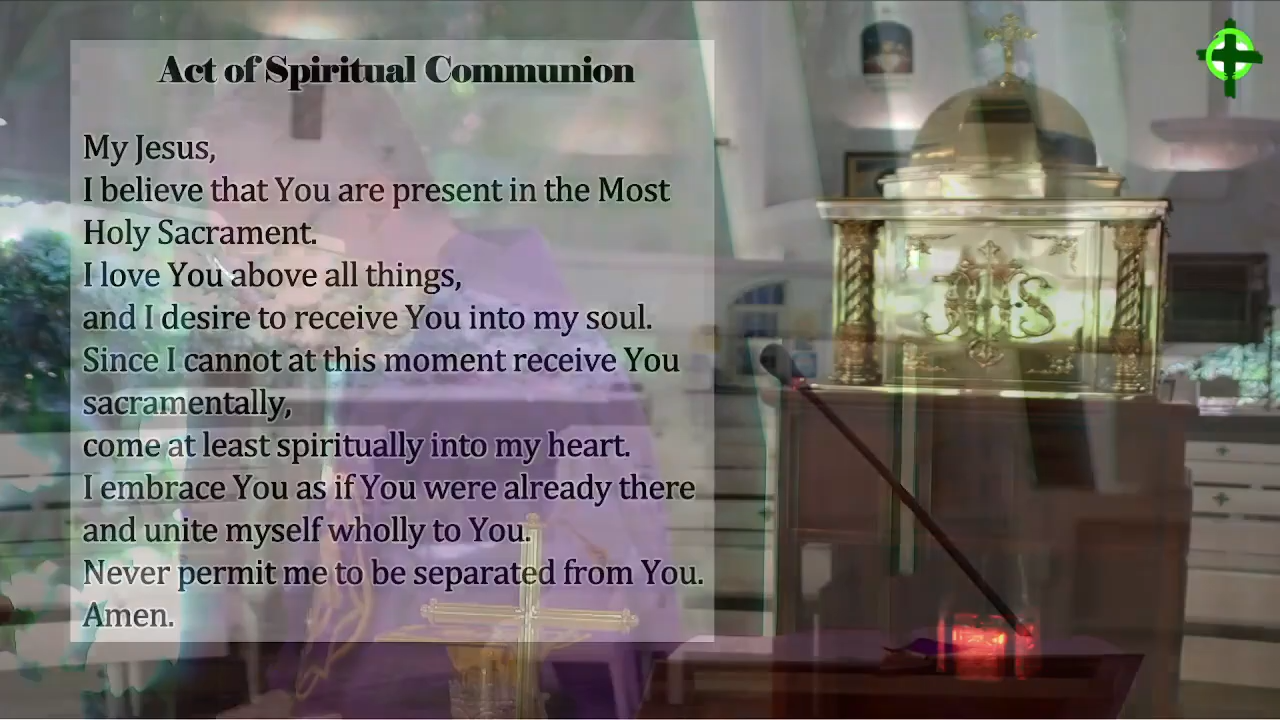 Act of Spiritual Communion
My Jesus,
I believe that You are present in the Most
Holy Sacrament.
I love You above all things,
and I desire to receive You into my soul.
Since I cannot at this moment receive You
sacramentally,
come at least spiritually into my heart.
I embrace You as if You were already there
and unite myself wholly to You.
Never permit me to be separated from You.
Amen.
IHS